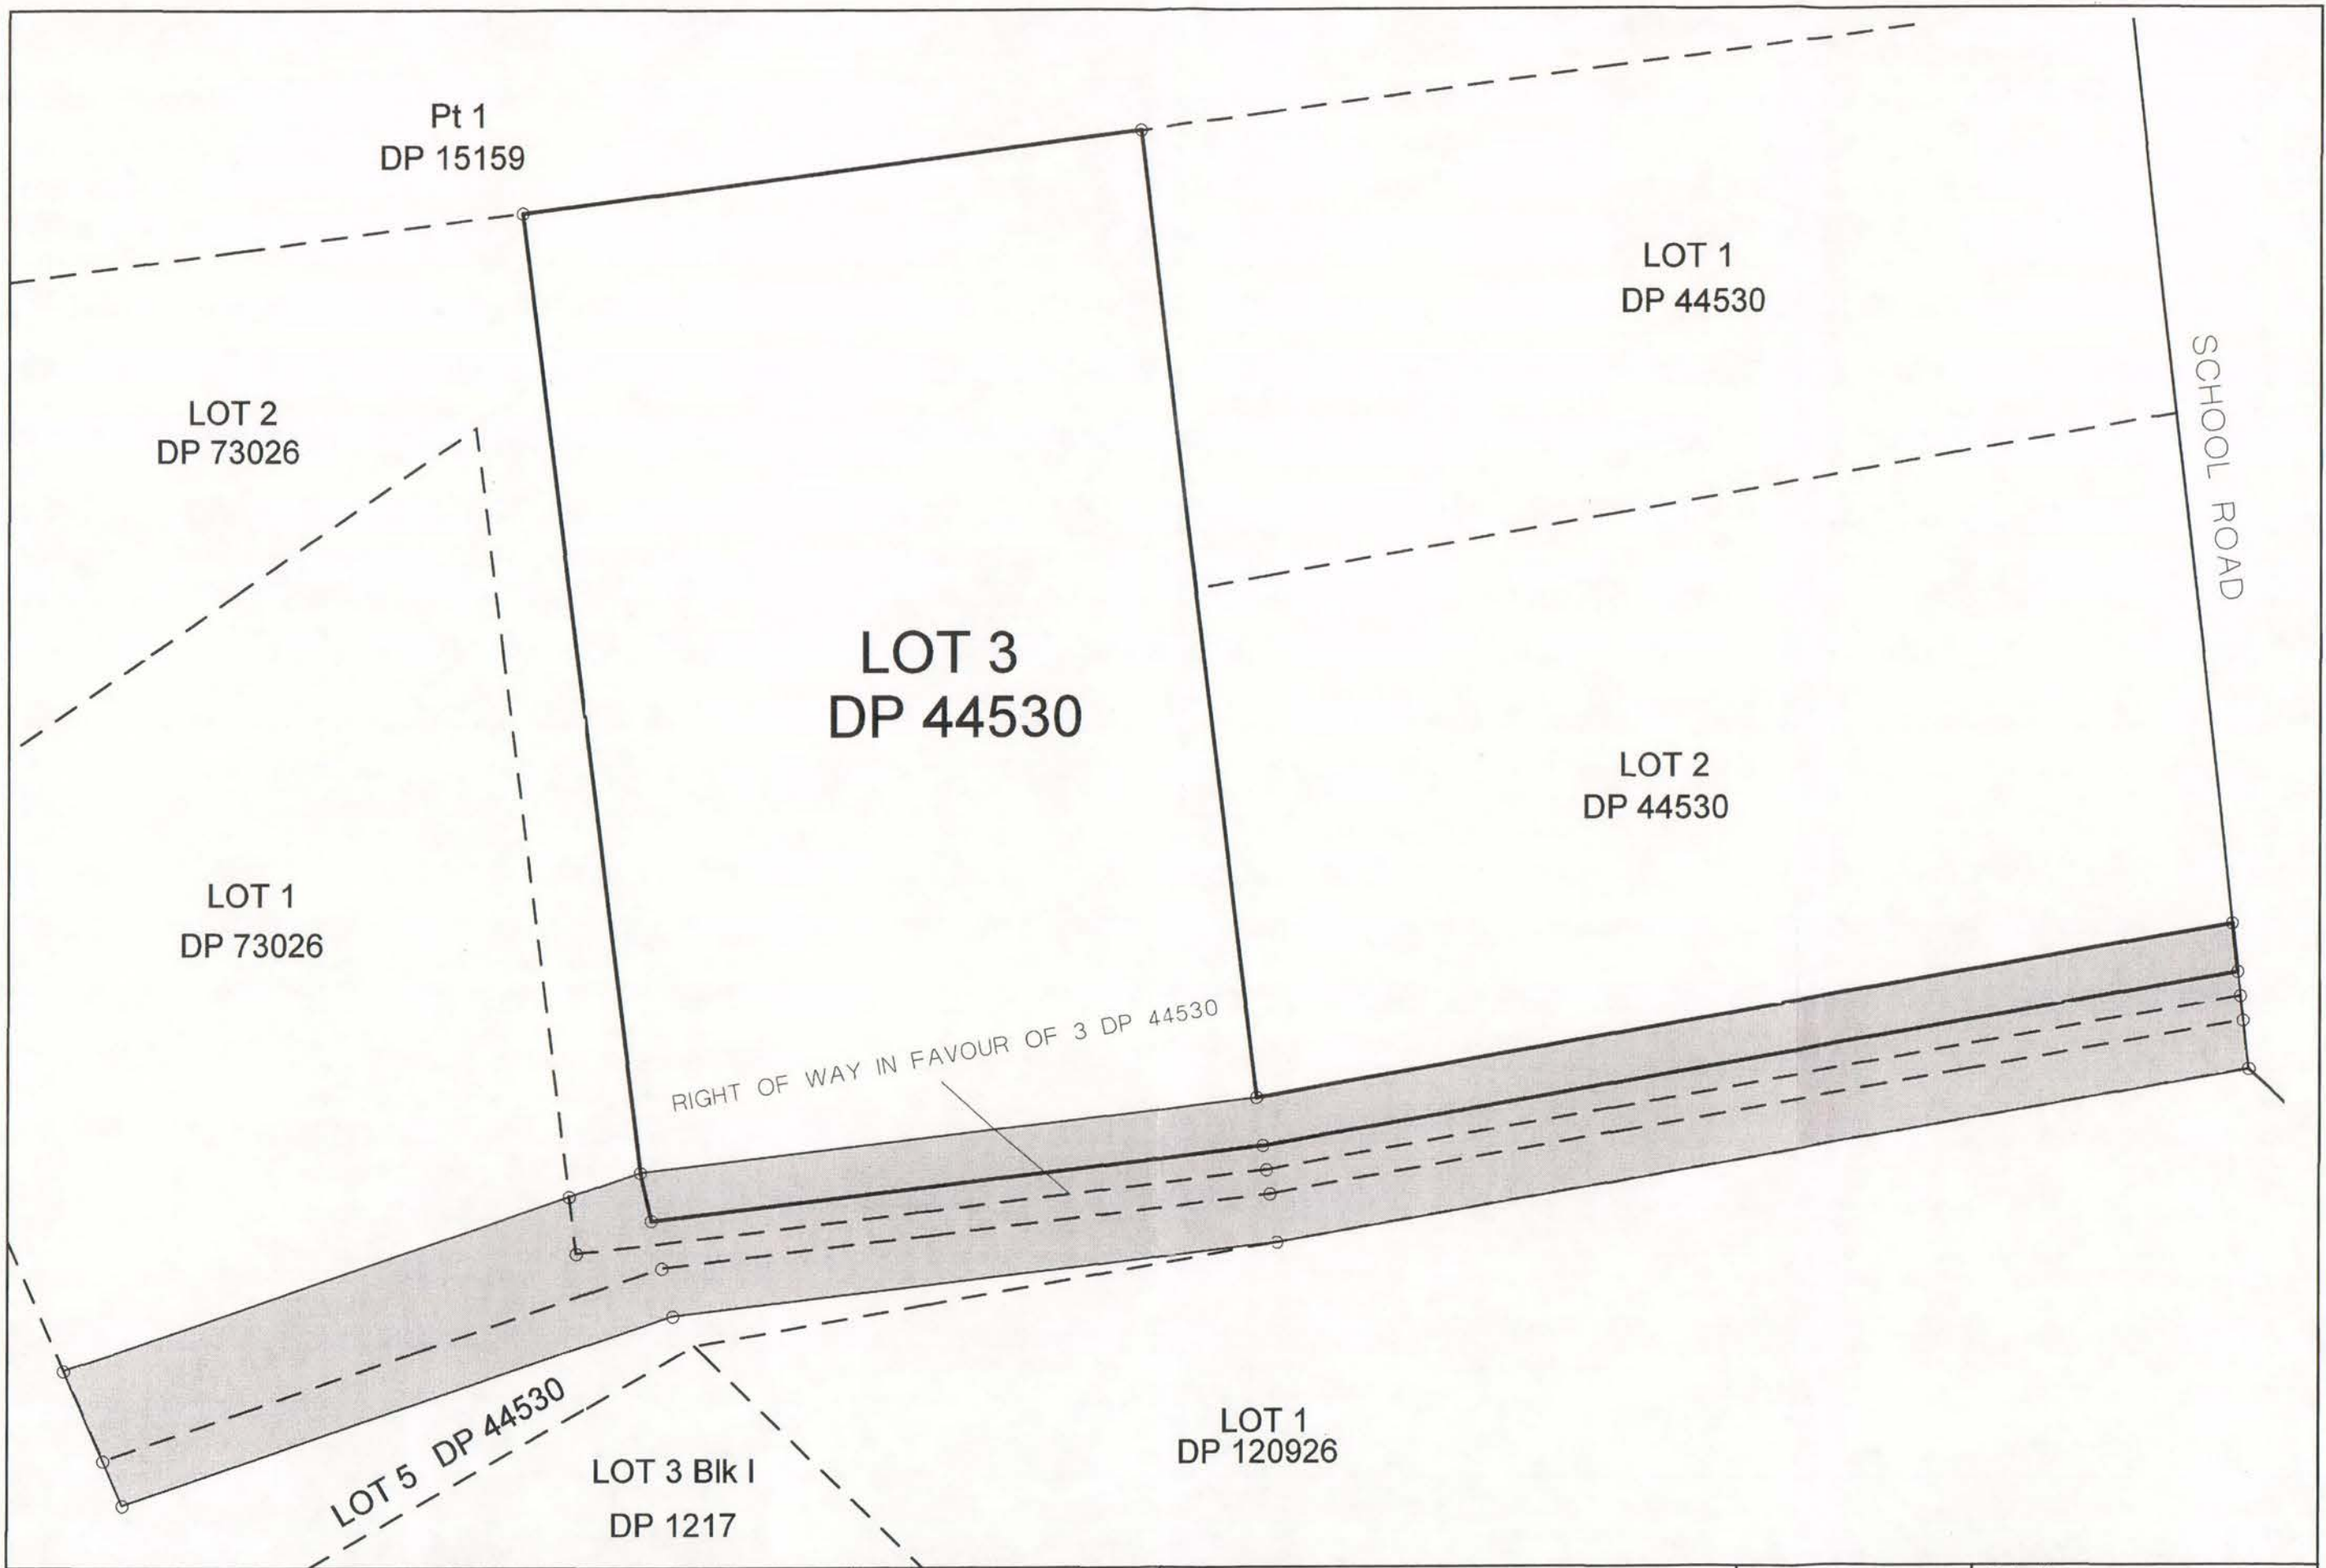 Pt 1
DP 15159
LOT 1
DP 44530
SCHOOL ROAD
LOT 2
DP 73026
LOT 3
DP 44530
LOT 2
DP 44530
LOT 1
DP 73026
RIGHT OF WAY IN FAVOUR OF 3 DP 44530
LOT 5 DP 44530
LOT 3 Blk I
DP 1217
LOT 1
DP 120926